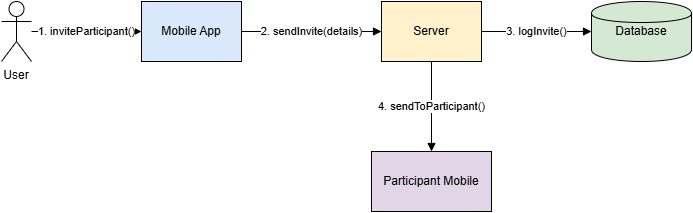 1. inviteParticipant()
Mobile App
2. sendInvite(details)
Server
3. logInvite()
Database
User
4. sendToParticipant()
Participant Mobile